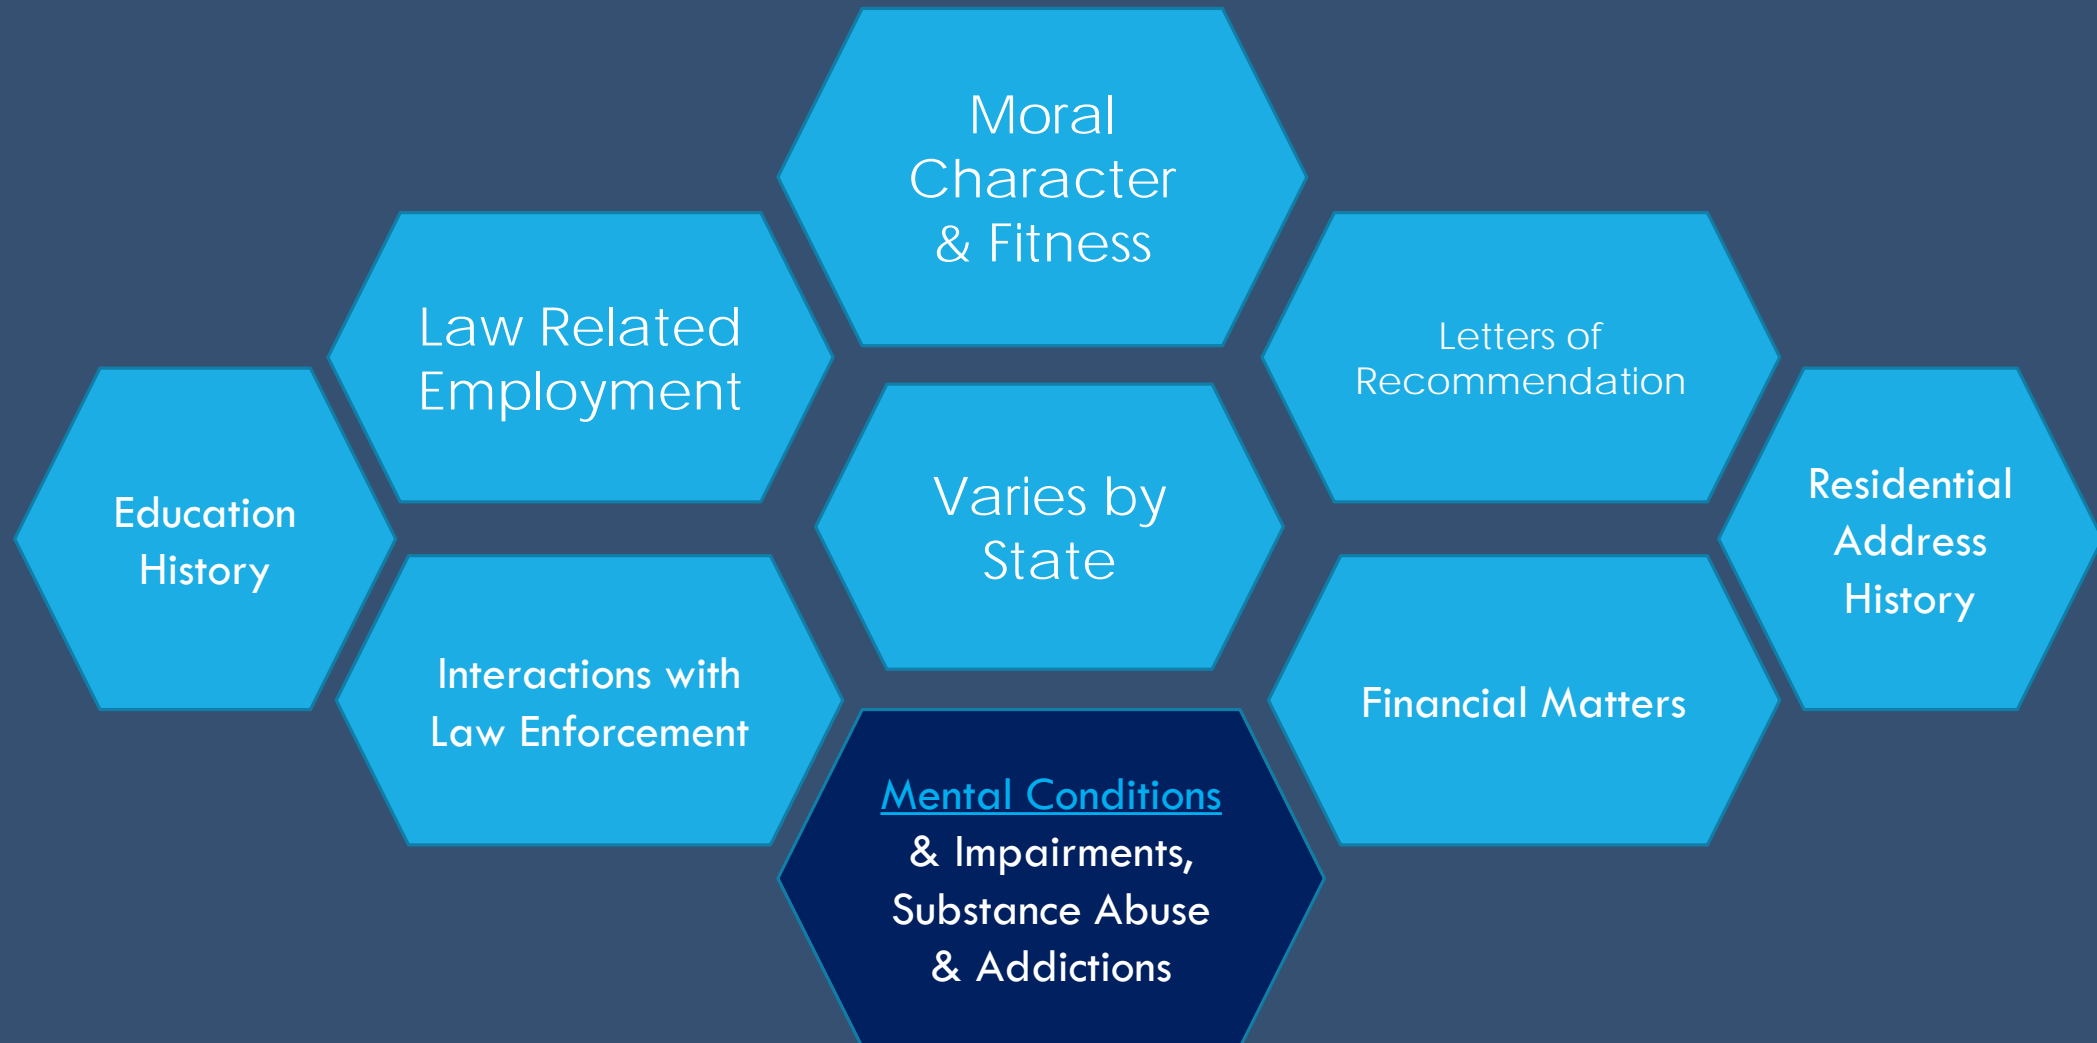 Moral
Character
& Fitness
Law Related
Employment
Letters of
Recommendation
Education
History
Varies by
State
Residential
Address
History
Interactions with
Law Enforcement
Financial Matters
Mental Conditions
& Impairments,
Substance Abuse
& Addictions